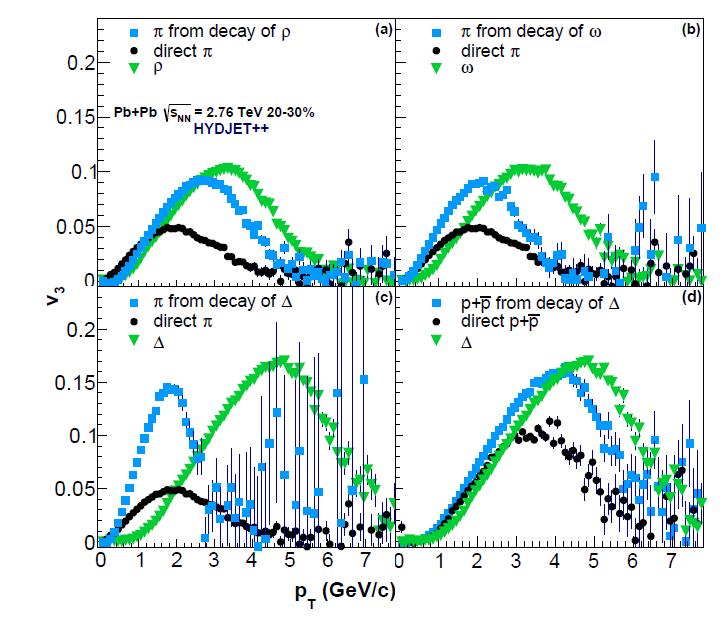 π from decay of ρ (a)
direct π
ρ
Pb+Pb √s_NN = 2.76 TeV 20-30%
HYDJET++
π from decay of ω (b)
direct π
ω
0.2
0.15
0.1
0.05
0
v_3
π from decay of Δ (c)
direct π
Δ
p+p̅ from decay of Δ (d)
direct p+p̅
Δ
0.2
0.15
0.1
0.05
0
0 1 2 3 4 5 6 7
0 1 2 3 4 5 6 7
p_T (GeV/c)